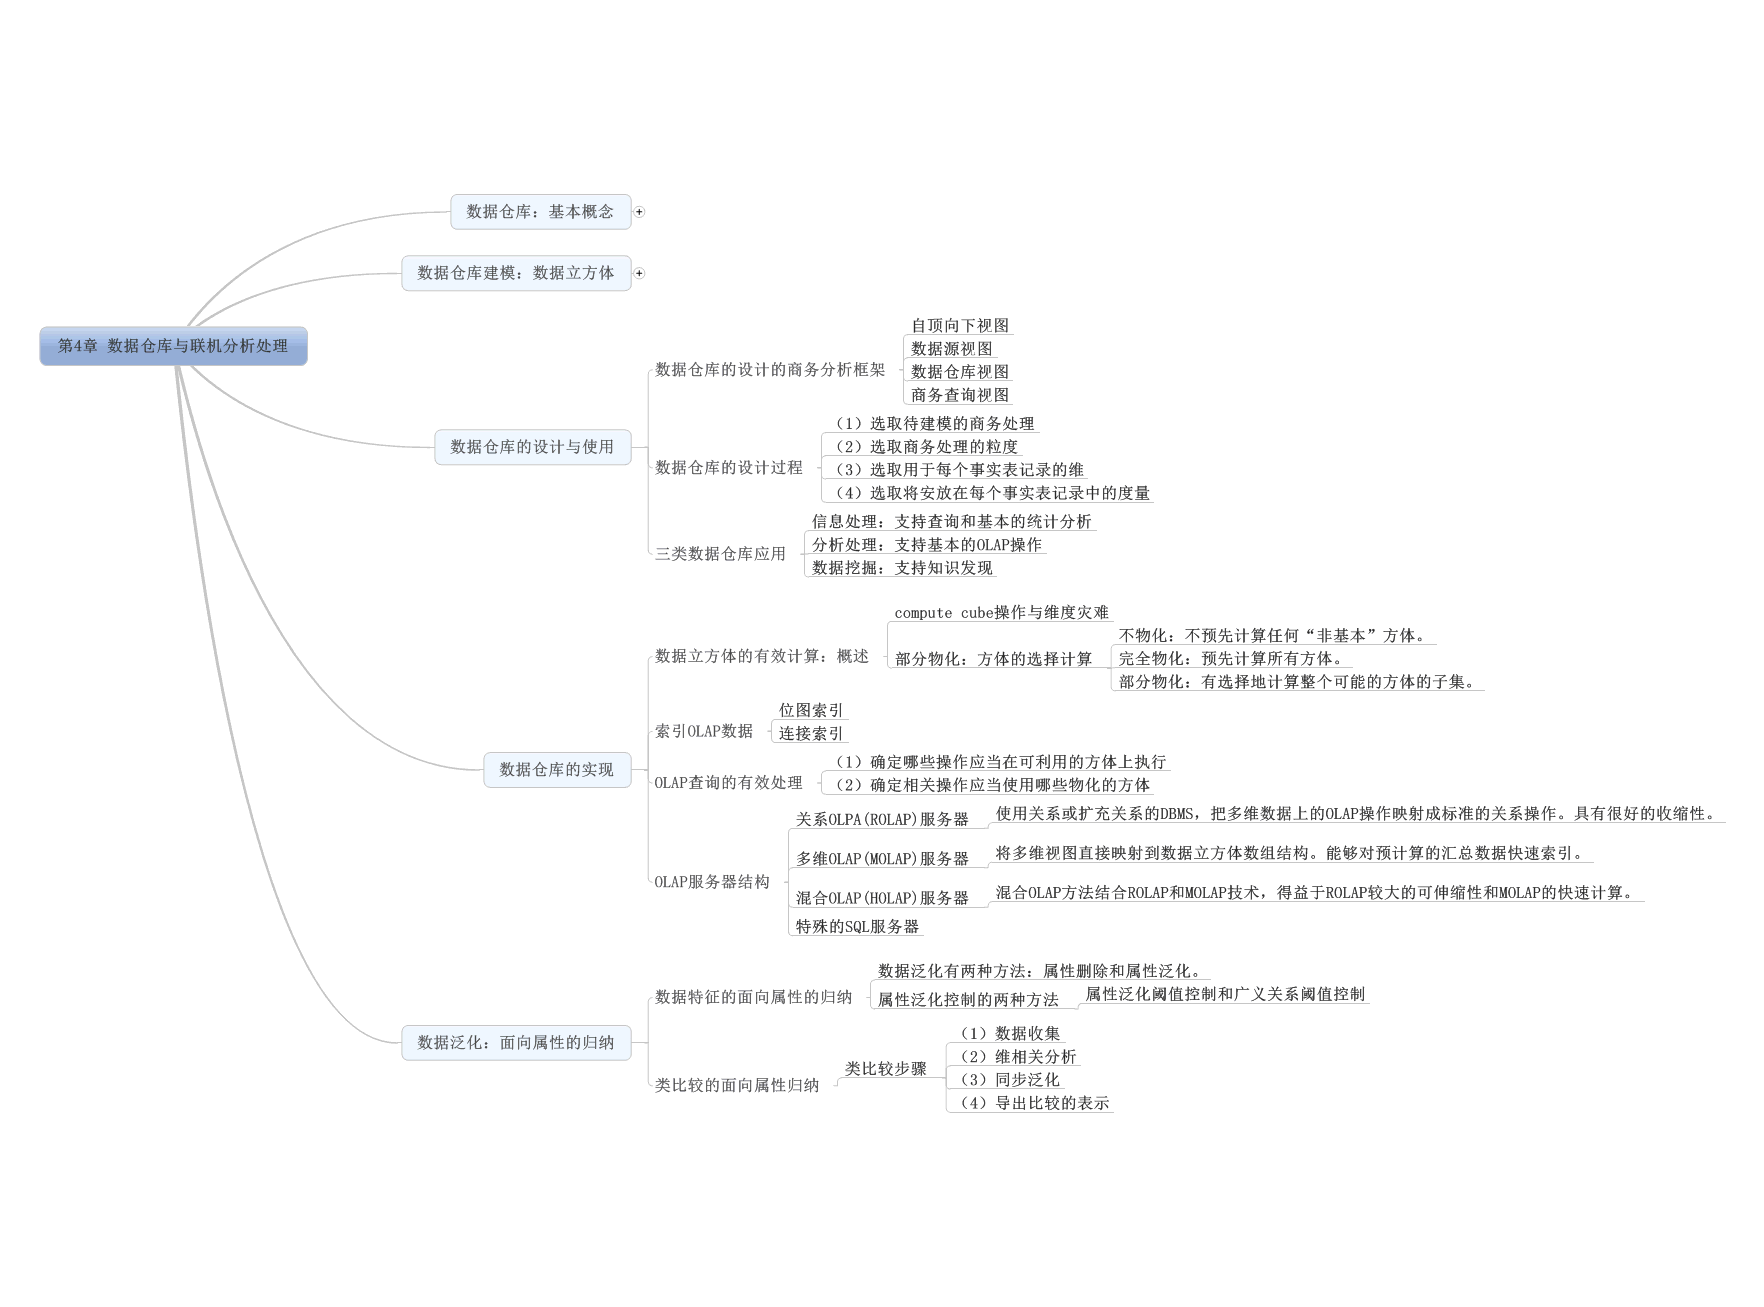 第4章 数据仓库与联机分析处理
数据仓库：基本概念
数据仓库建模：数据立方体
数据仓库的设计与使用
数据仓库的设计的商务分析框架
自顶向下视图
数据源视图
数据仓库视图
商务查询视图
数据仓库的设计过程
（1）选取待建模的商务处理
（2）选取商务处理的粒度
（3）选取用于每个事实表记录的维
（4）选取将安放在每个事实表记录中的度量
三类数据仓库应用
信息处理：支持查询和基本的统计分析
分析处理：支持基本的OLAP操作
数据挖掘：支持知识发现
数据仓库的实现
数据立方体的有效计算：概述
compute cube操作与维度灾难
部分物化：方体的选择计算
不物化：不预先计算任何“非基本”方体。
完全物化：预先计算所有方体。
部分物化：有选择地计算整个可能的方体的子集。
索引OLAP数据
位图索引
连接索引
OLAP查询的有效处理
（1）确定哪些操作应当在可利用的方体上执行
（2）确定相关操作应当使用哪些物化的方体
OLAP服务器结构
关系OLPA(ROLAP)服务器
使用关系或扩充关系的DBMS，把多维数据上的OLAP操作映射成标准的关系操作。具有很好的收缩性。
多维OLAP(MOLAP)服务器
将多维视图直接映射到数据立方体数组结构。能够对预计算的汇总数据快速索引。
混合OLAP(HOLAP)服务器
混合OLAP方法结合ROLAP和MOLAP技术，得益于ROLAP较大的可伸缩性和MOLAP的快速计算。
特殊的SQL服务器
数据泛化：面向属性的归纳
数据特征的面向属性的归纳
数据泛化有两种方法：属性删除和属性泛化。
属性泛化控制的两种方法
属性泛化阈值控制和广义关系阈值控制
类比较的面向属性归纳
类比较步骤
（1）数据收集
（2）维相关分析
（3）同步泛化
（4）导出比较的表示